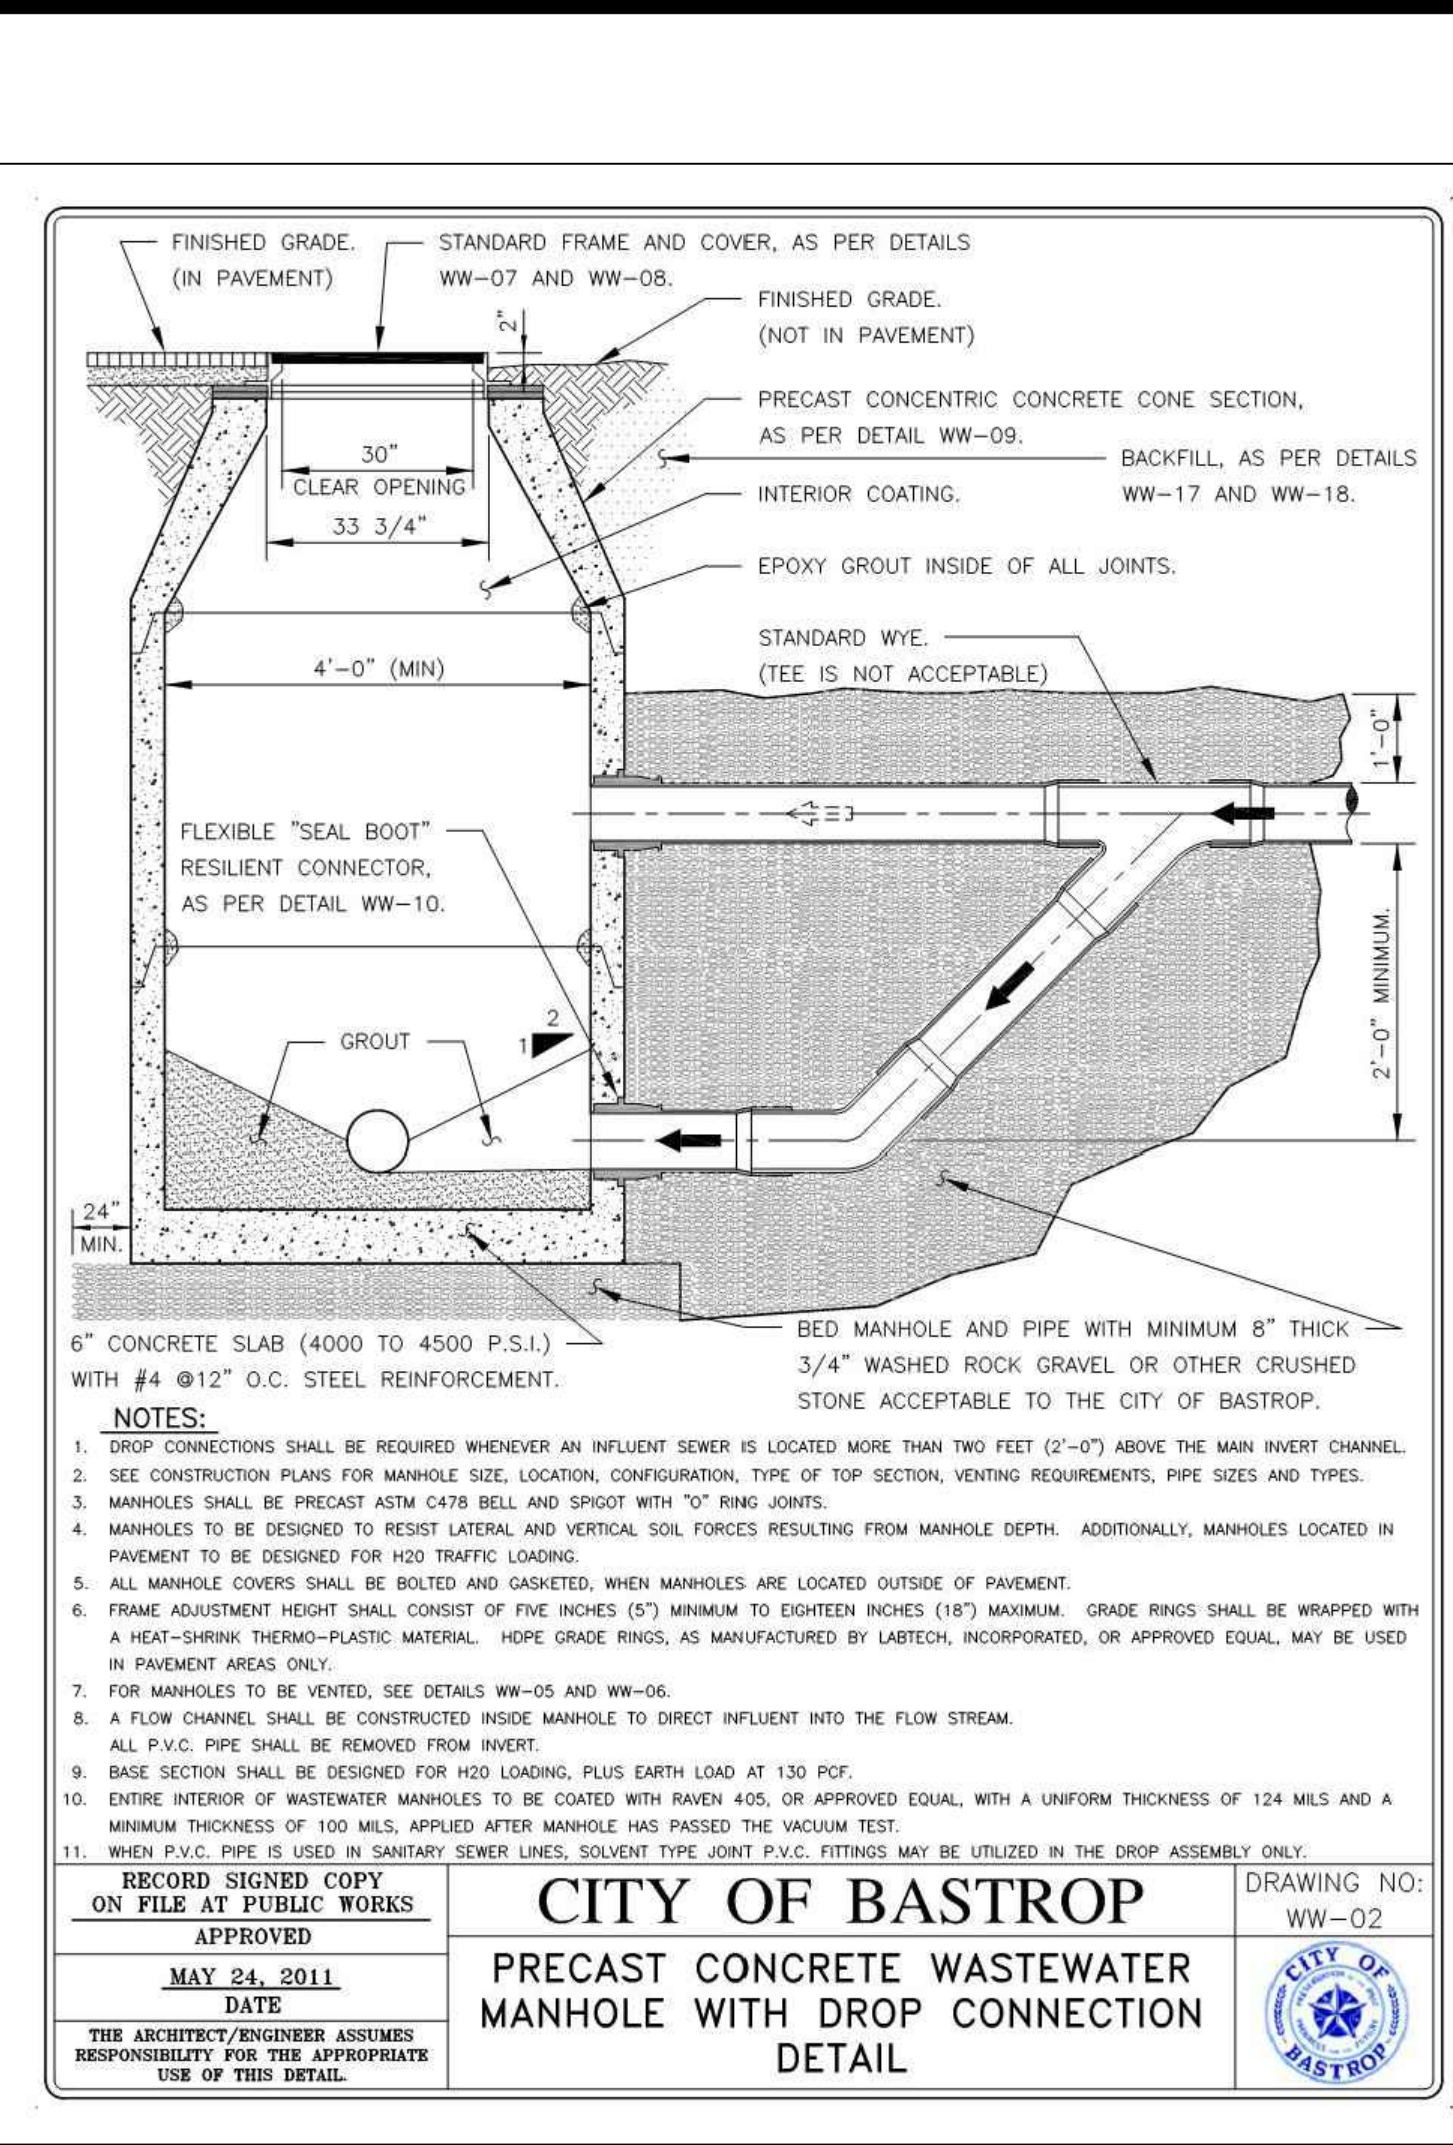 FINISHED GRADE.
(IN PAVEMENT)
STANDARD FRAME AND COVER, AS PER DETAILS
WW-07 AND WW-08.
2"
FINISHED GRADE.
(NOT IN PAVEMENT)
PRECAST CONCENTRIC CONCRETE CONE SECTION,
AS PER DETAIL WW-09.
BACKFILL, AS PER DETAILS
WW-17 AND WW-18.
30"
CLEAR OPENING
33 3/4"
INTERIOR COATING.
EPOXY GROUT INSIDE OF ALL JOINTS.
STANDARD WYE.
(TEE IS NOT ACCEPTABLE)
4'-0" (MIN)
1'-0"
FLEXIBLE "SEAL BOOT"
RESILIENT CONNECTOR,
AS PER DETAIL WW-10.
2'-0" MINIMUM.
GROUT
2
1
24"
MIN.
6" CONCRETE SLAB (4000 TO 4500 P.S.I.)
WITH #4 @12" O.C. STEEL REINFORCEMENT.
BED MANHOLE AND PIPE WITH MINIMUM 8" THICK
3/4" WASHED ROCK GRAVEL OR OTHER CRUSHED
STONE ACCEPTABLE TO THE CITY OF BASTROP.
NOTES:
1. DROP CONNECTIONS SHALL BE REQUIRED WHENEVER AN INFLUENT SEWER IS LOCATED MORE THAN TWO FEET (2'-0") ABOVE THE MAIN INVERT CHANNEL.
2. SEE CONSTRUCTION PLANS FOR MANHOLE SIZE, LOCATION, CONFIGURATION, TYPE OF TOP SECTION, VENTING REQUIREMENTS, PIPE SIZES AND TYPES.
3. MANHOLES SHALL BE PRECAST ASTM C478 BELL AND SPIGOT WITH "O" RING JOINTS.
4. MANHOLES TO BE DESIGNED TO RESIST LATERAL AND VERTICAL SOIL FORCES RESULTING FROM MANHOLE DEPTH. ADDITIONALLY, MANHOLES LOCATED IN
PAVEMENT TO BE DESIGNED FOR H20 TRAFFIC LOADING.
5. ALL MANHOLE COVERS SHALL BE BOLTED AND GASKETED, WHEN MANHOLES ARE LOCATED OUTSIDE OF PAVEMENT.
6. FRAME ADJUSTMENT HEIGHT SHALL CONSIST OF FIVE INCHES (5") MINIMUM TO EIGHTEEN INCHES (18") MAXIMUM. GRADE RINGS SHALL BE WRAPPED WITH
A HEAT-SHRINK THERMO-PLASTIC MATERIAL. HDPE GRADE RINGS, AS MANUFACTURED BY LABTECH, INCORPORATED, OR APPROVED EQUAL, MAY BE USED
IN PAVEMENT AREAS ONLY.
7. FOR MANHOLES TO BE VENTED, SEE DETAILS WW-05 AND WW-06.
8. A FLOW CHANNEL SHALL BE CONSTRUCTED INSIDE MANHOLE TO DIRECT INFLUENT INTO THE FLOW STREAM.
ALL P.V.C. PIPE SHALL BE REMOVED FROM INVERT.
9. BASE SECTION SHALL BE DESIGNED FOR H20 LOADING, PLUS EARTH LOAD AT 130 PCF.
10. ENTIRE INTERIOR OF WASTEWATER MANHOLES TO BE COATED WITH RAVEN 405, OR APPROVED EQUAL, WITH A UNIFORM THICKNESS OF 124 MILS AND A
MINIMUM THICKNESS OF 100 MILS, APPLIED AFTER MANHOLE HAS PASSED THE VACUUM TEST.
11. WHEN P.V.C. PIPE IS USED IN SANITARY SEWER LINES, SOLVENT TYPE JOINT P.V.C. FITTINGS MAY BE UTILIZED IN THE DROP ASSEMBLY ONLY.
RECORD SIGNED COPY
ON FILE AT PUBLIC WORKS
APPROVED
MAY 24, 2011
DATE
THE ARCHITECT/ENGINEER ASSUMES
RESPONSIBILITY FOR THE APPROPRIATE
USE OF THIS DETAIL.
CITY OF BASTROP
PRECAST CONCRETE WASTEWATER
MANHOLE WITH DROP CONNECTION
DETAIL
DRAWING NO:
WW-02
CITY OF
BASTROP